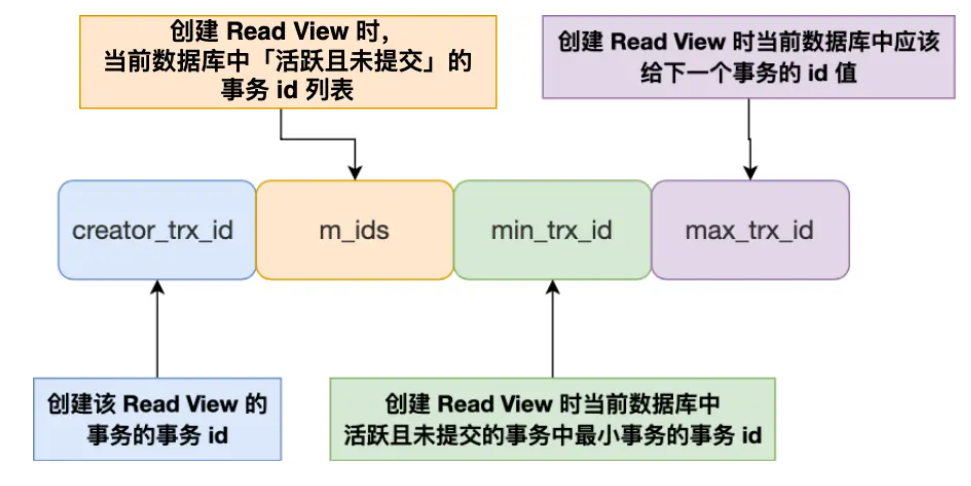 创建 Read View 时，
当前数据库中「活跃且未提交」的
事务 id 列表
创建 Read View 时当前数据库中应该
给下一个事务的 id 值
creator_trx_id
m_ids
min_trx_id
max_trx_id
创建该 Read View 的
事务的事务 id
创建 Read View 时当前数据库中
活跃且未提交的事务中最小事务的事务 id